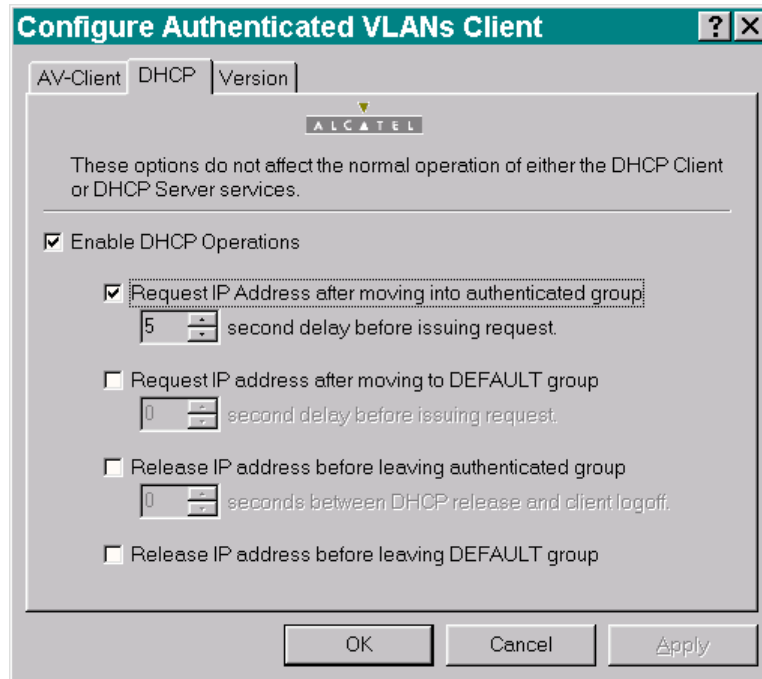 Configure Authenticated VLANs Client
AV-Client DHCP Version
ALCATEL
These options do not affect the normal operation of either the DHCP Client
or DHCP Server services.
Enable DHCP Operations
Request IP Address after moving into authenticated group
5 second delay before issuing request.
Request IP address after moving to DEFAULT group
0 second delay before issuing request.
Release IP address before leaving authenticated group
0 seconds between DHCP release and client logoff.
Release IP address before leaving DEFAULT group
OK Cancel Apply